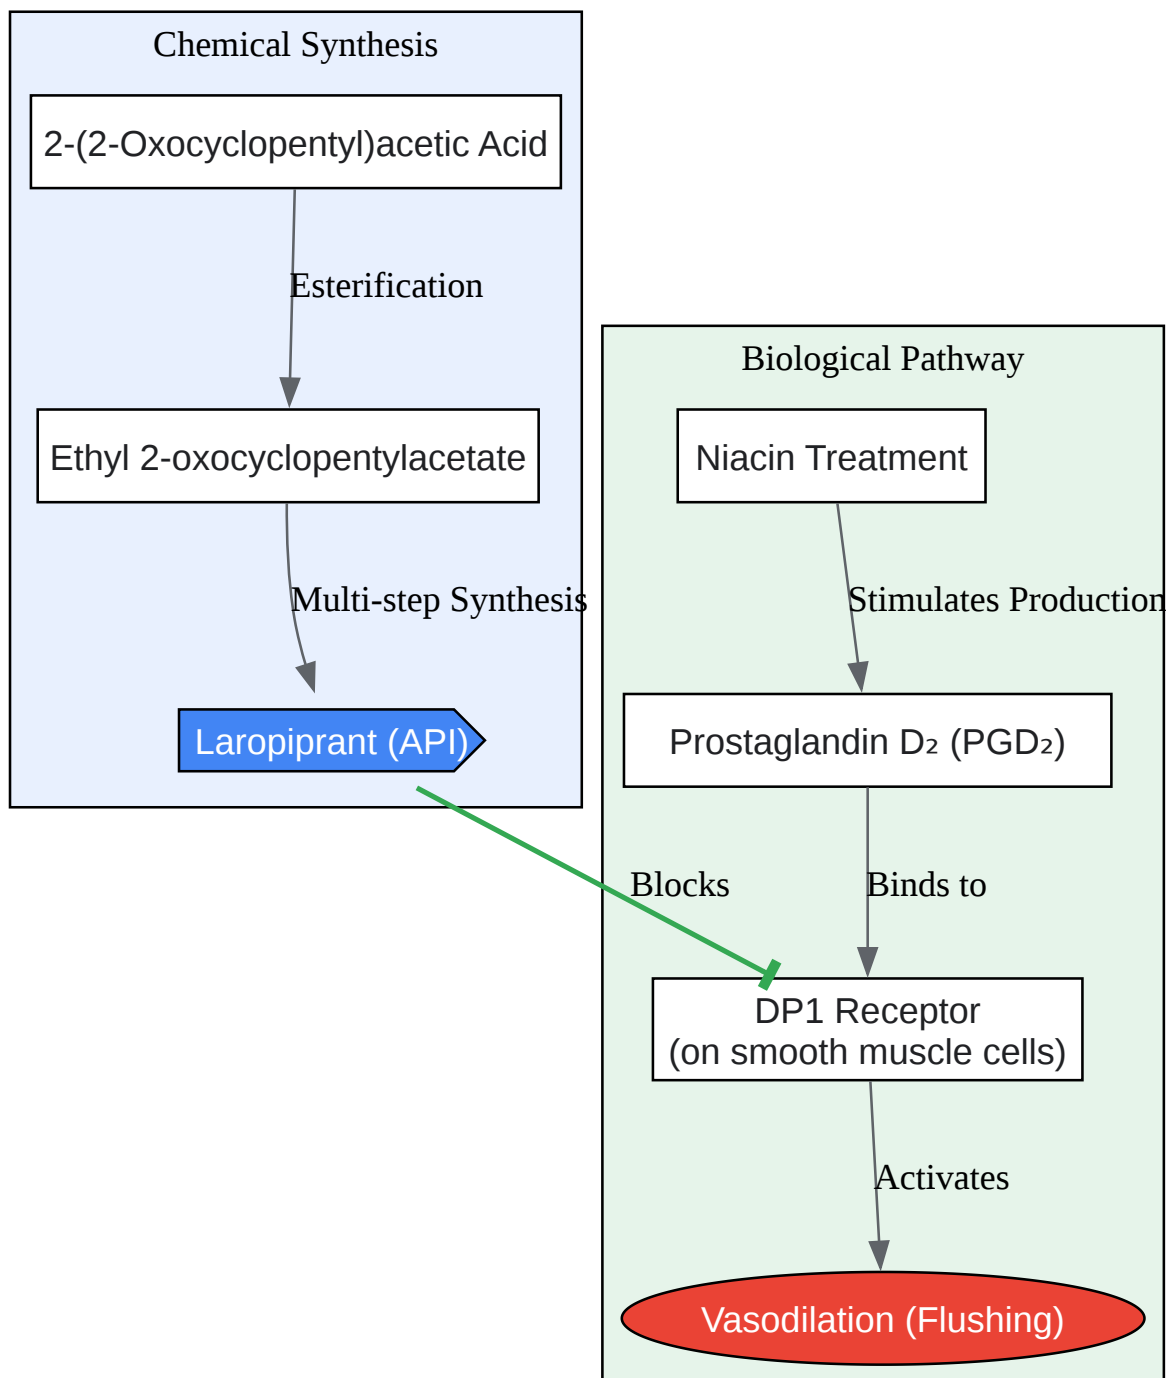 Chemical Synthesis
2-(2-Oxocyclopentyl)acetic Acid
Esterification
Ethyl 2-oxocyclopentylacetate
Multi-step Synthesis
Laropiprant (API)
Blocks
Biological Pathway
Niacin Treatment
Stimulates Production
Prostaglandin D₂ (PGD₂)
Binds to
DP1 Receptor
(on smooth muscle cells)
Activates
Vasodilation (Flushing)